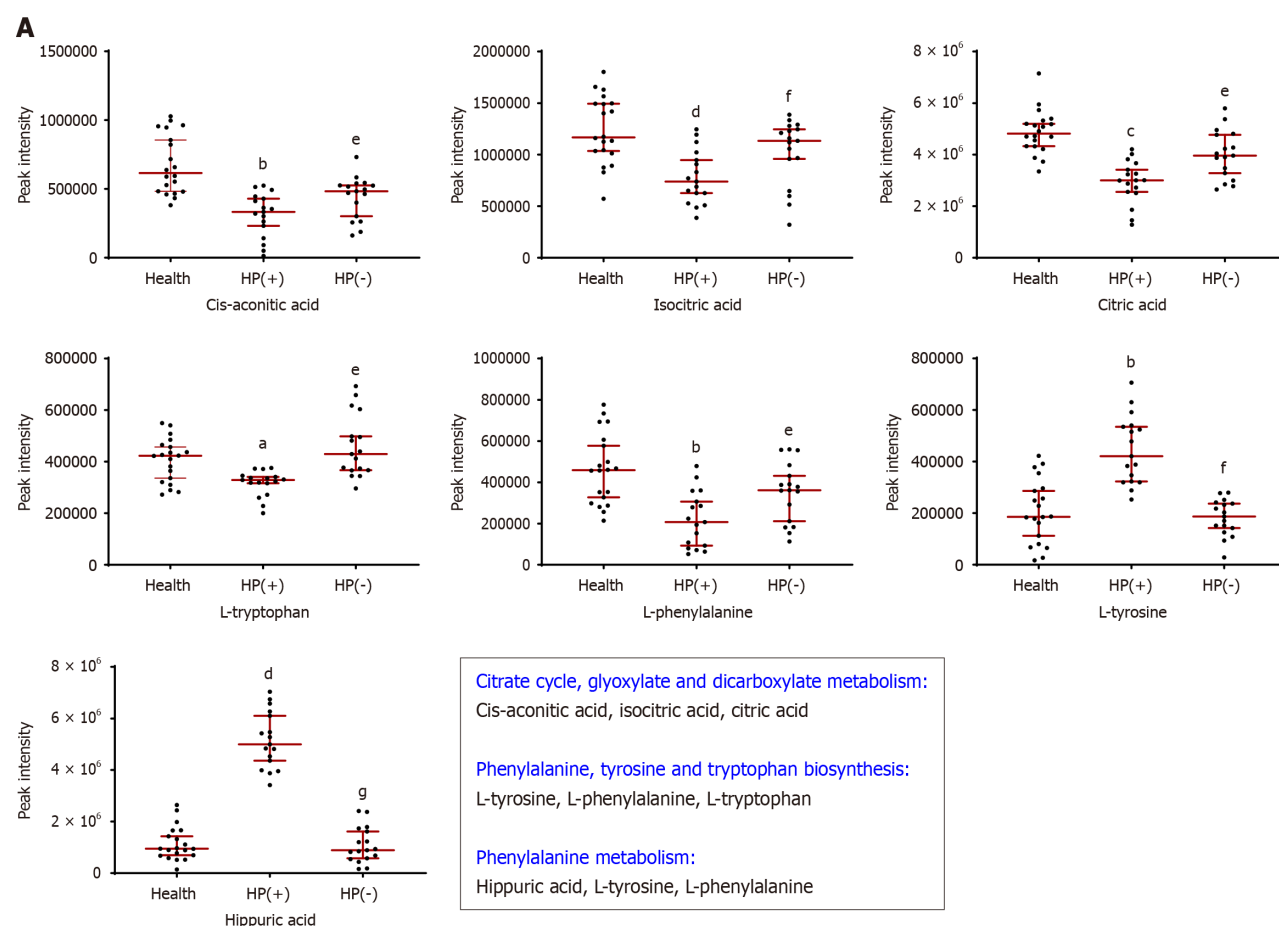 A
1500000
1000000
500000
0
Peak intensity
b
e
Health HP(+) HP(-)
Cis-aconitic acid
2000000
1500000
1000000
500000
0
Peak intensity
d
f
Health HP(+) HP(-)
Isocitric acid
8 × 10⁶
6 × 10⁶
4 × 10⁶
2 × 10⁶
0
Peak intensity
c
e
Health HP(+) HP(-)
Citric acid
800000
600000
400000
200000
0
Peak intensity
a
e
Health HP(+) HP(-)
L-tryptophan
1000000
800000
600000
400000
200000
0
Peak intensity
b
e
Health HP(+) HP(-)
L-phenylalanine
800000
600000
400000
200000
0
Peak intensity
b
f
Health HP(+) HP(-)
L-tyrosine
8 × 10⁶
6 × 10⁶
4 × 10⁶
2 × 10⁶
0
Peak intensity
d
g
Health HP(+) HP(-)
Hippuric acid
Citrate cycle, glyoxylate and dicarboxylate metabolism:
Cis-aconitic acid, isocitric acid, citric acid
Phenylalanine, tyrosine and tryptophan biosynthesis:
L-tyrosine, L-phenylalanine, L-tryptophan
Phenylalanine metabolism:
Hippuric acid, L-tyrosine, L-phenylalanine